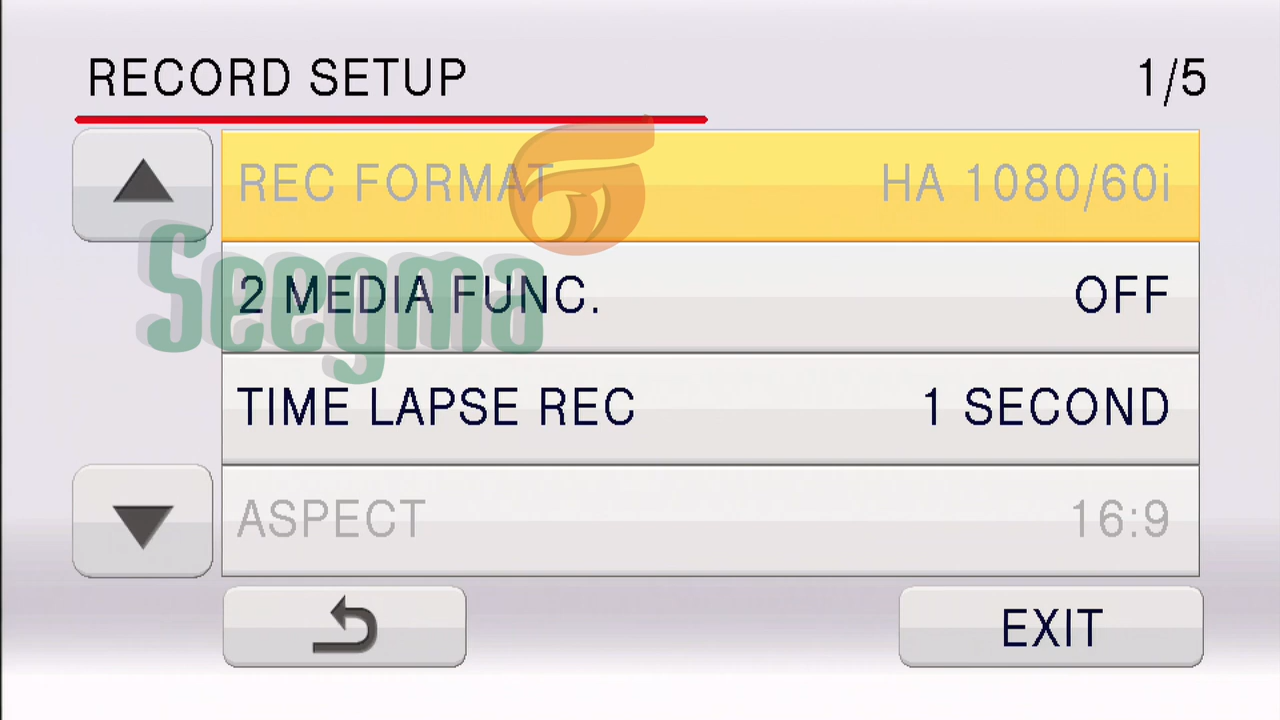 RECORD SETUP 1/5
REC FORMAT HA 1080/60i
2 MEDIA FUNC. OFF
Seegma
TIME LAPSE REC 1 SECOND
ASPECT 16:9
EXIT